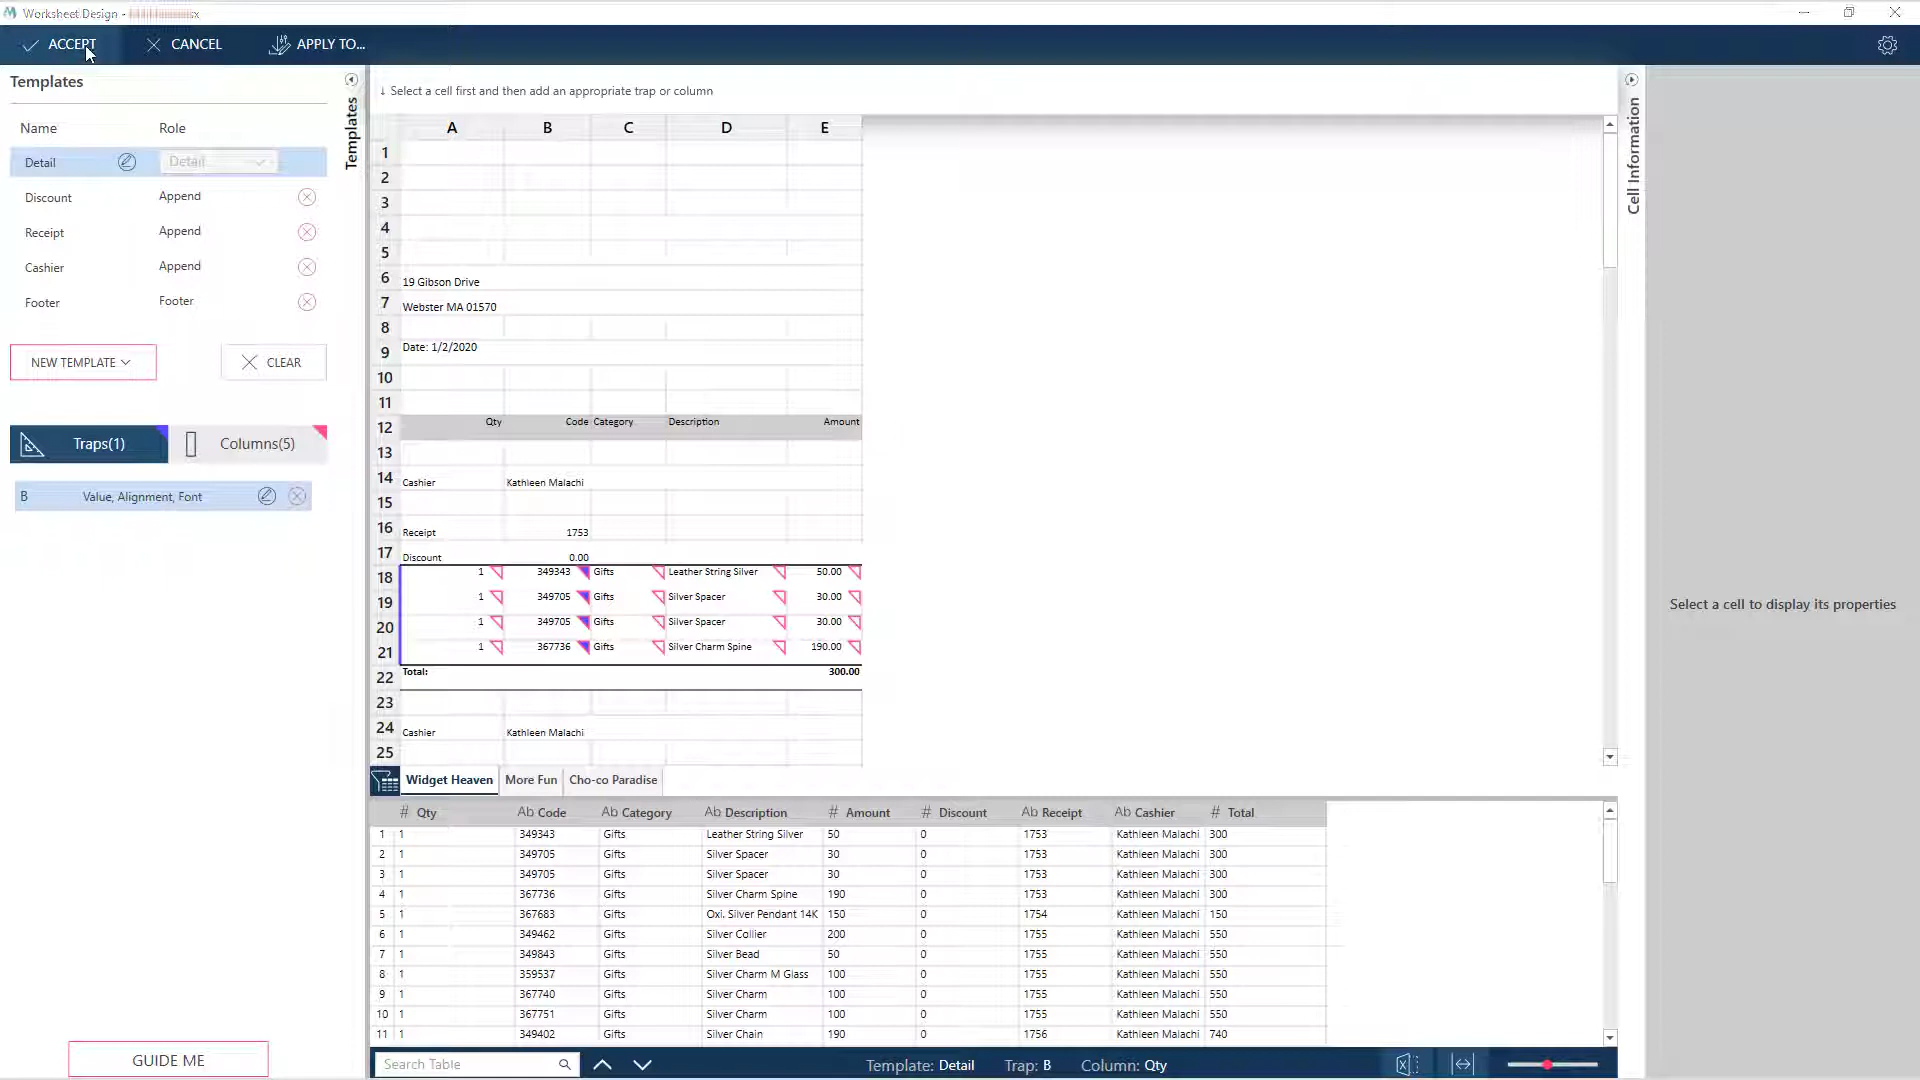 Worksheet Design -
ACCEPT CANCEL APPLY TO...
Templates
Name Role
Detail Detail
Discount Append
Receipt Append
Cashier Append
Footer Footer
NEW TEMPLATE CLEAR
Traps(1) Columns(5)
B Value, Alignment, Font
GUIDE ME
Templates
↓ Select a cell first and then add an appropriate trap or column
A B C D E
1
2
3
4
5
6 19 Gibson Drive
7 Webster MA 01570
8
9 Date: 1/2/2020
10
11
12 Qty Code Category Description Amount
13
14 Cashier Kathleen Malachi
15
16 Receipt 1753
17 Discount 0.00
18 1 349343 Gifts Leather String Silver 50.00
19 1 349705 Gifts Silver Spacer 30.00
20 1 349705 Gifts Silver Spacer 30.00
21 1 367736 Gifts Silver Charm Spine 190.00
22 Total: 300.00
23
24 Cashier Kathleen Malachi
25
Widget Heaven More Fun Cho-co Paradise
# Qty Ab Code Ab Category Ab Description # Amount # Discount Ab Receipt Ab Cashier # Total
1 1 349343 Gifts Leather String Silver 50 0 1753 Kathleen Malachi 300
2 1 349705 Gifts Silver Spacer 30 0 1753 Kathleen Malachi 300
3 1 349705 Gifts Silver Spacer 30 0 1753 Kathleen Malachi 300
4 1 367736 Gifts Silver Charm Spine 190 0 1753 Kathleen Malachi 300
5 1 367683 Gifts Oxi. Silver Pendant 14K 150 0 1754 Kathleen Malachi 150
6 1 349462 Gifts Silver Collier 200 0 1755 Kathleen Malachi 550
7 1 349843 Gifts Silver Bead 50 0 1755 Kathleen Malachi 550
8 1 359537 Gifts Silver Charm M Glass 100 0 1755 Kathleen Malachi 550
9 1 367740 Gifts Silver Charm 100 0 1755 Kathleen Malachi 550
10 1 367751 Gifts Silver Charm 100 0 1755 Kathleen Malachi 550
11 1 349402 Gifts Silver Chain 190 0 1756 Kathleen Malachi 740
Search Table Template: Detail Trap: B Column: Qty
Cell Information
Select a cell to display its properties